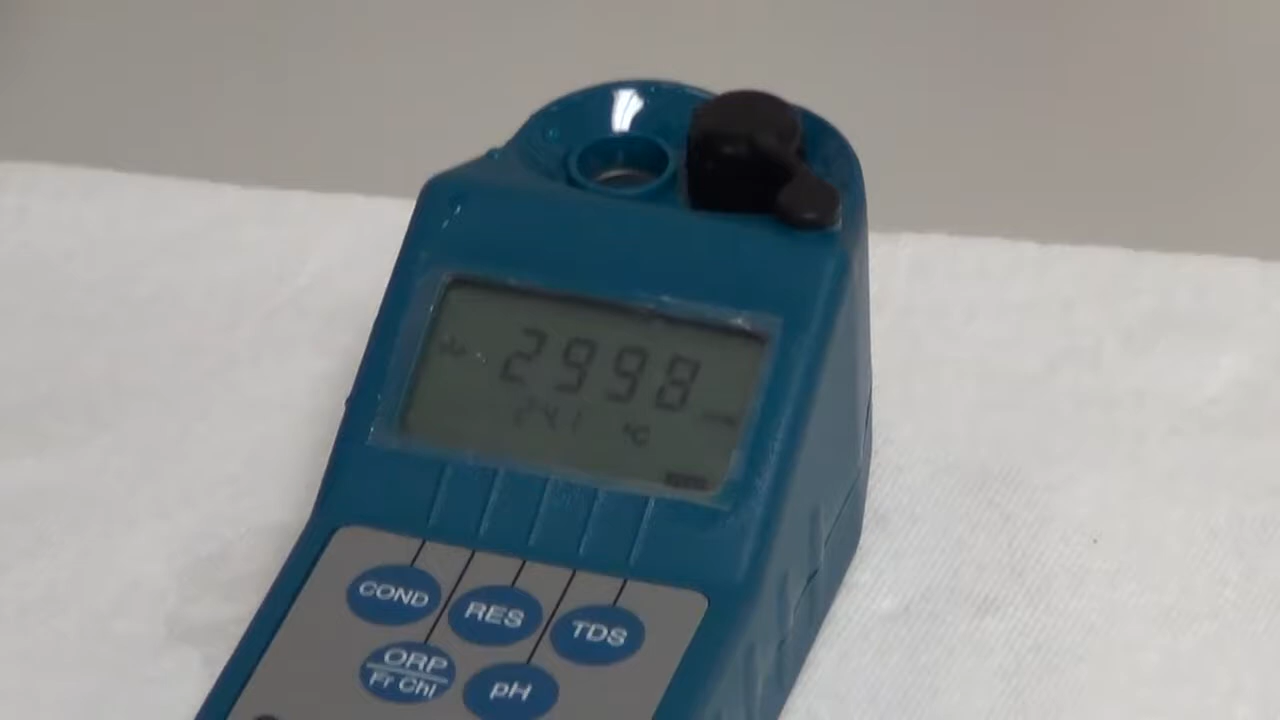 2998
24.1 °C
COND
RES
TDS
ORP
Fr Chl
pH